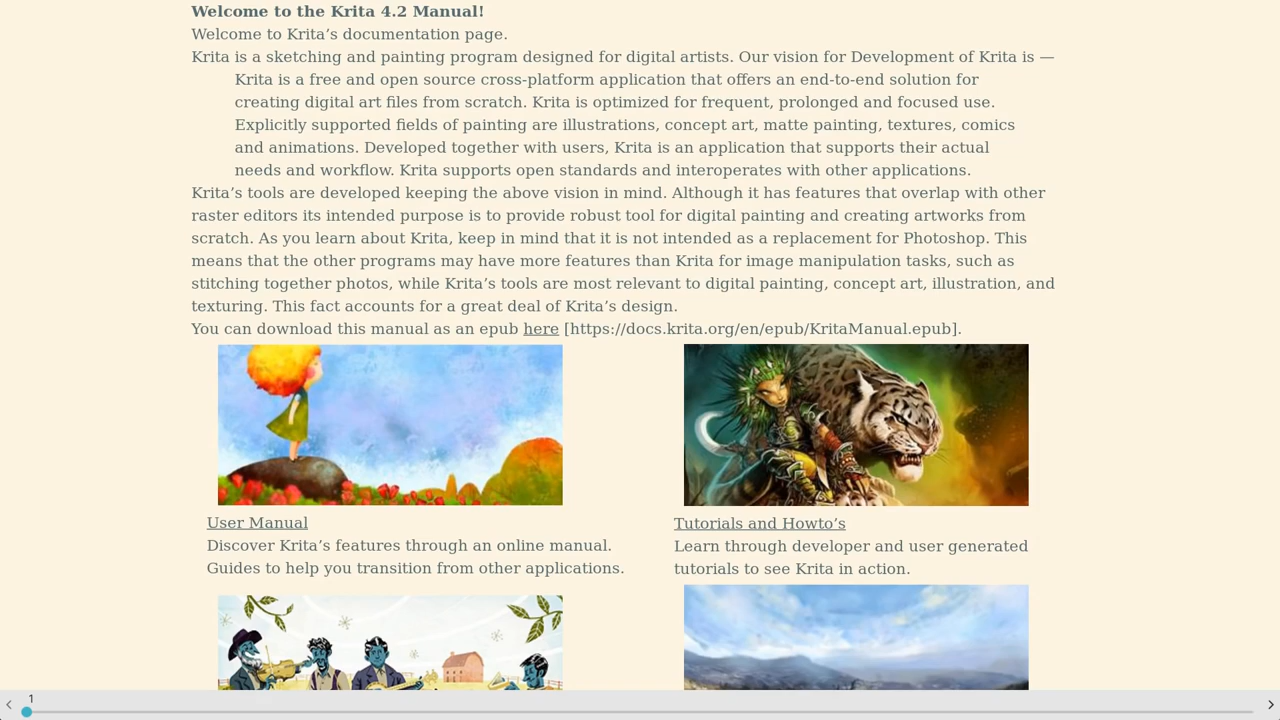 Welcome to the Krita 4.2 Manual!
Welcome to Krita’s documentation page.
Krita is a sketching and painting program designed for digital artists. Our vision for Development of Krita is —
Krita is a free and open source cross-platform application that offers an end-to-end solution for
creating digital art files from scratch. Krita is optimized for frequent, prolonged and focused use.
Explicitly supported fields of painting are illustrations, concept art, matte painting, textures, comics
and animations. Developed together with users, Krita is an application that supports their actual
needs and workflow. Krita supports open standards and interoperates with other applications.
Krita’s tools are developed keeping the above vision in mind. Although it has features that overlap with other
raster editors its intended purpose is to provide robust tool for digital painting and creating artworks from
scratch. As you learn about Krita, keep in mind that it is not intended as a replacement for Photoshop. This
means that the other programs may have more features than Krita for image manipulation tasks, such as
stitching together photos, while Krita’s tools are most relevant to digital painting, concept art, illustration, and
texturing. This fact accounts for a great deal of Krita’s design.
You can download this manual as an epub here [https://docs.krita.org/en/epub/KritaManual.epub].
User Manual
Discover Krita’s features through an online manual.
Guides to help you transition from other applications.
Tutorials and Howto’s
Learn through developer and user generated
tutorials to see Krita in action.
1